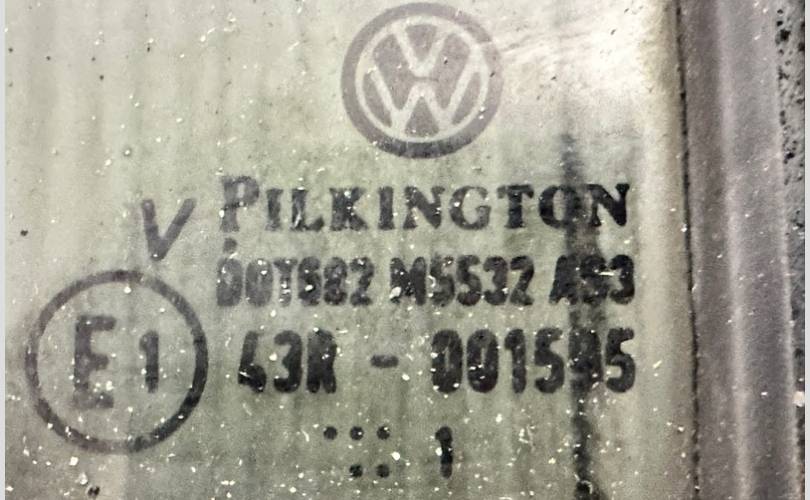 PILKINGTON
V
DOT682 M5532 AS3
E1 43R - 001595
1